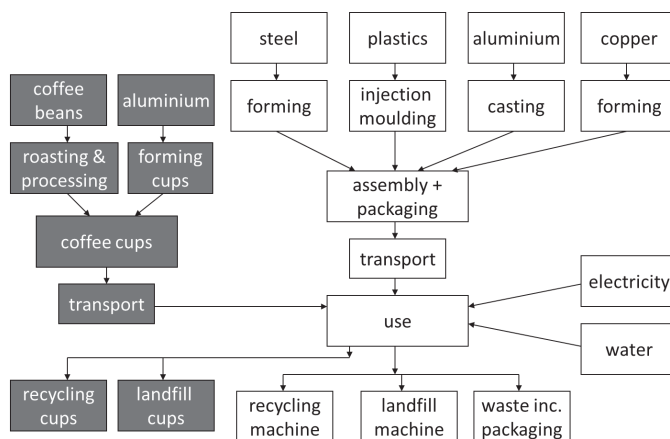 steel
plastics
aluminium
copper
coffee
beans
aluminium
forming
injection
moulding
casting
forming
roasting &
processing
forming
cups
assembly +
packaging
coffee cups
transport
electricity
transport
use
water
recycling
cups
landfill
cups
recycling
machine
landfill
machine
waste inc.
packaging